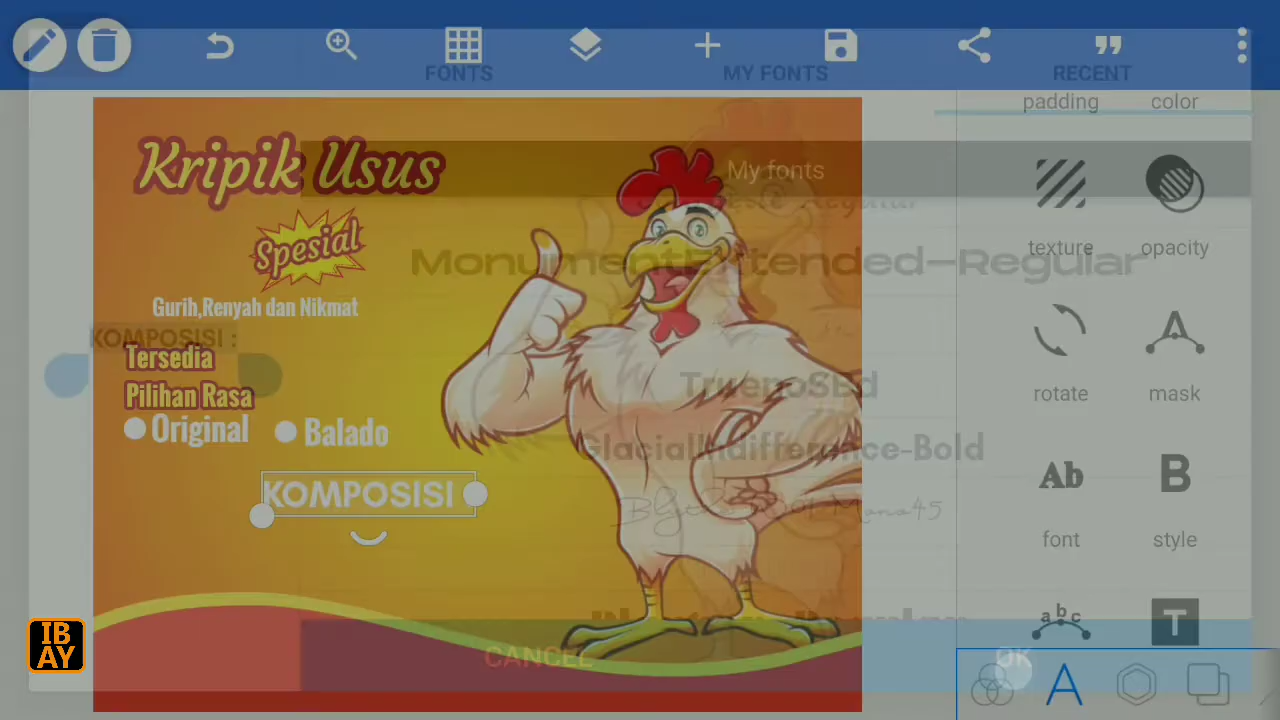 FONTS MY FONTS RECENT
padding color
My fonts
Kripik Usus
MonumentExtended-Regular
texture opacity
Spesial
Gurih,Renyah dan Nikmat
KOMPOSISI :
Tersedia
Pilihan Rasa
TruenoSBd
rotate mask
Original Balado
GlacialIndifference-Bold
KOMPOSISI
Ab B
font style
abc T
IB
AY
CANCEL
OK
A